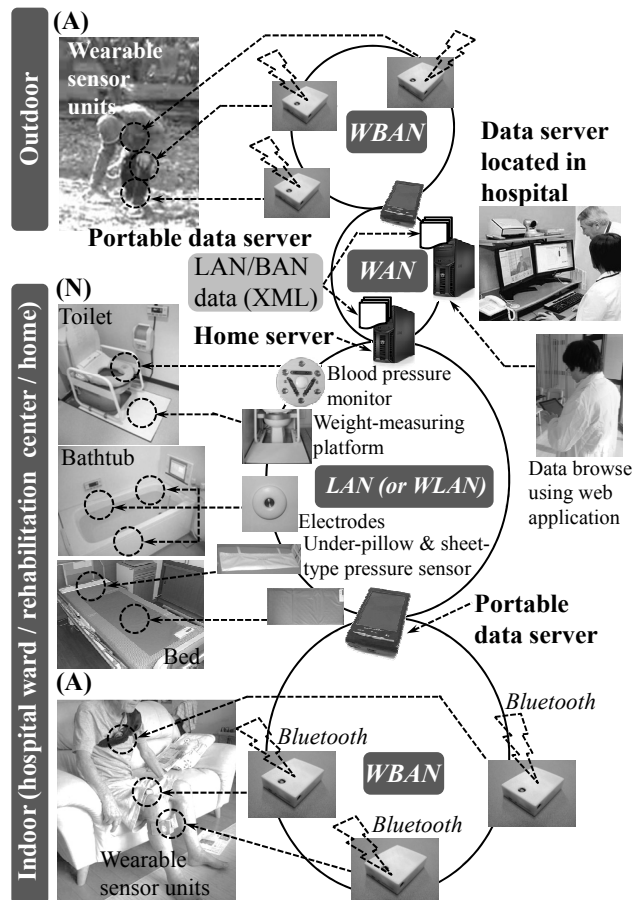 Outdoor
(A)
Wearable
sensor
units
WBAN
Data server
located in
hospital
Portable data server
LAN/BAN
data (XML)
WAN
Home server
Indoor (hospital ward / rehabilitation center / home)
(N)
Toilet
Blood pressure
monitor
Weight-measuring
platform
Bathtub
LAN (or WLAN)
Data browse
using web
application
Electrodes
Under-pillow & sheet-
type pressure sensor
Bed
Portable
data server
(A)
Bluetooth
Bluetooth
WBAN
Bluetooth
Wearable
sensor units